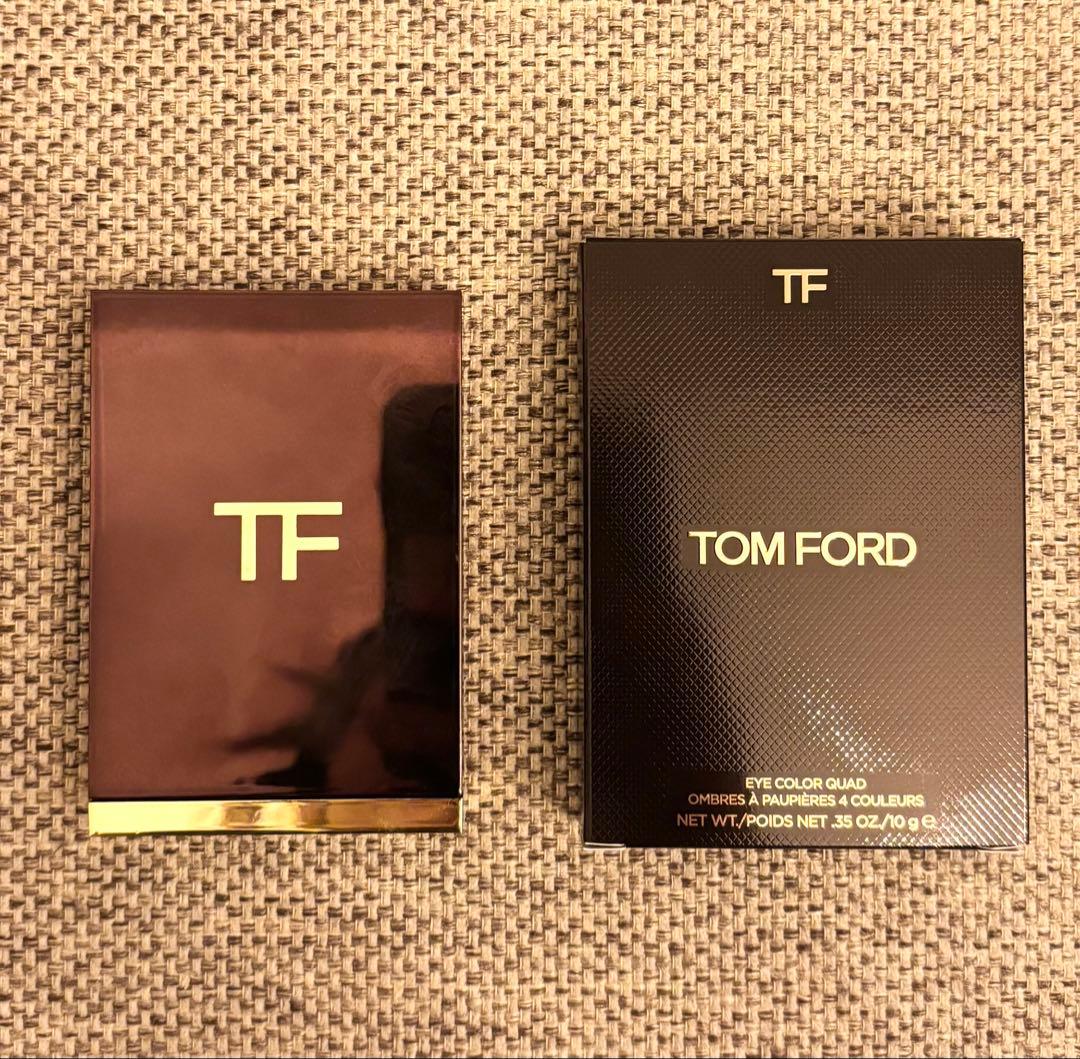 TF
TF
TOM FORD
EYE COLOR QUAD
OMBRES À PAUPIÈRES 4 COULEURS
NET WT./POIDS NET .35 OZ./10 g ℮